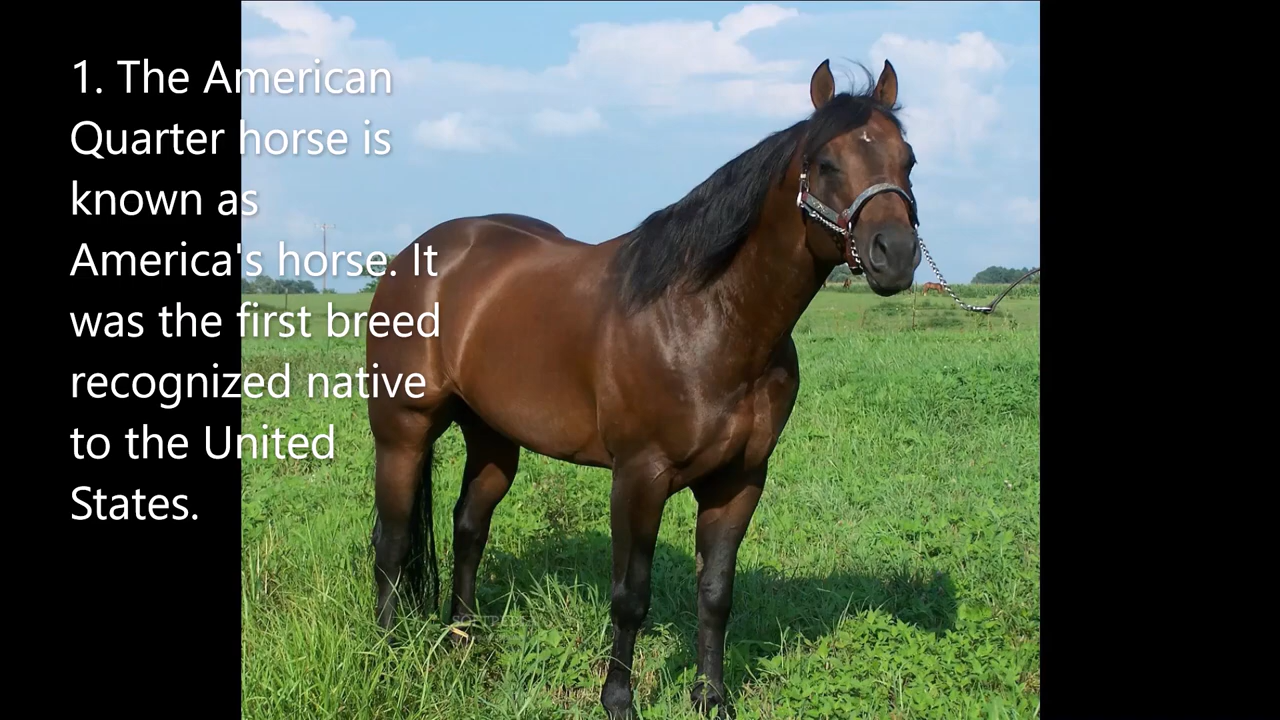 1. The American
Quarter horse is
known as
America's horse. It
was the first breed
recognized native
to the United
States.